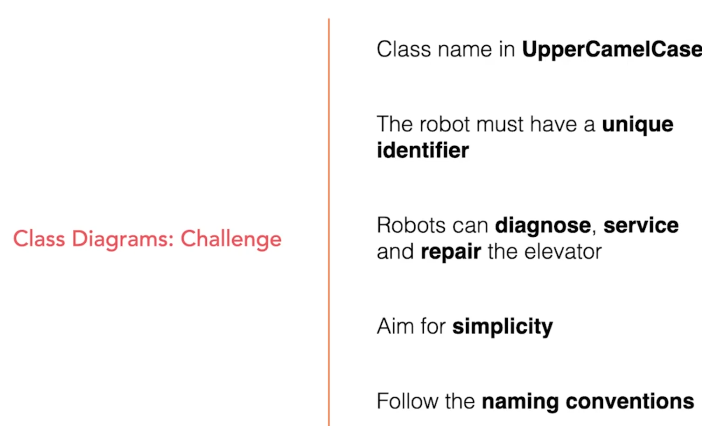 Class Diagrams: Challenge
Class name in UpperCamelCase
The robot must have a unique
identifier
Robots can diagnose, service
and repair the elevator
Aim for simplicity
Follow the naming conventions